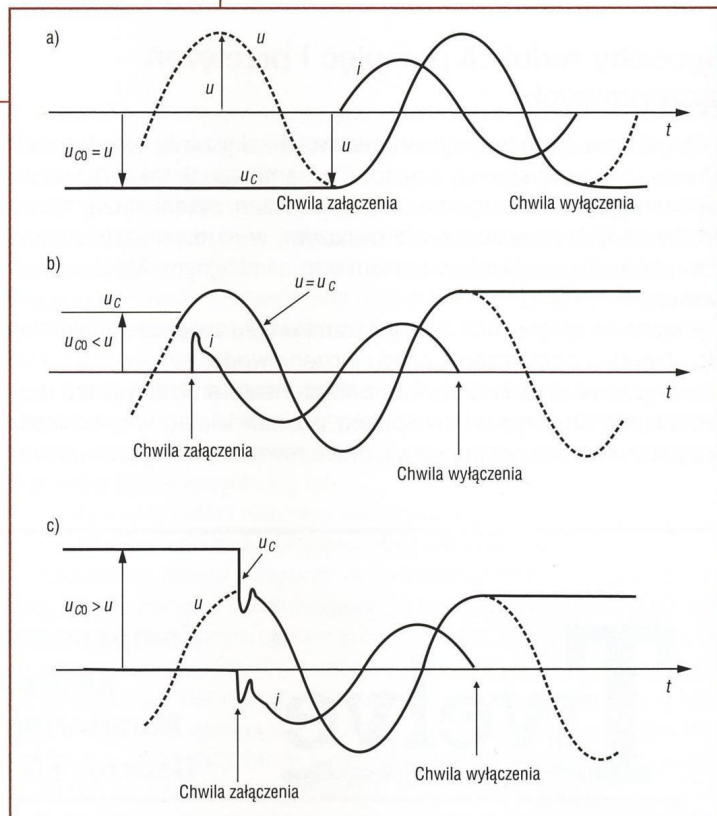 a)
u
u
i
t
u_C0 = u
u_C
u
Chwila załączenia
Chwila wyłączenia
b)
u_C
u = u_C
u_C0 < u
i
t
Chwila załączenia
Chwila wyłączenia
c)
u_C
u_C0 > u
u
i
t
Chwila wyłączenia
Chwila załączenia